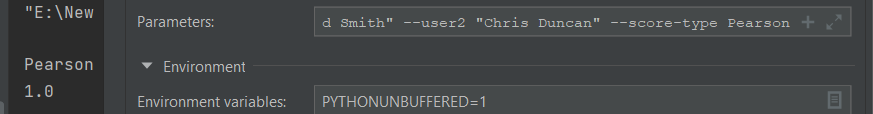 "E:\New
Parameters: d Smith" --user2 "Chris Duncan" --score-type Pearson
Pearson
Environment
1.0
Environment variables: PYTHONUNBUFFERED=1